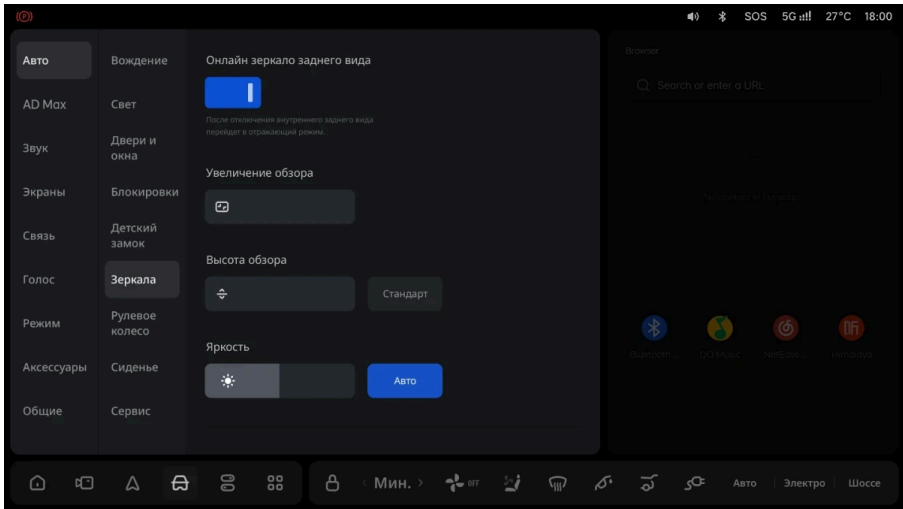 SOS 5G 27°C 18:00
Авто
AD Max
Звук
Экраны
Связь
Голос
Режим
Аксессуары
Общие
Вождение
Свет
Двери и
окна
Блокировки
Детский
замок
Зеркала
Рулевое
колесо
Сиденье
Сервис
Онлайн зеркало заднего вида
После отключения внутреннего заднего вида
перейдет в отражающий режим.
Увеличение обзора
Высота обзора
Стандарт
Яркость
Авто
Browser
Search or enter a URL
QQ Music
Мин.
OFF
Авто Электро Шоссе